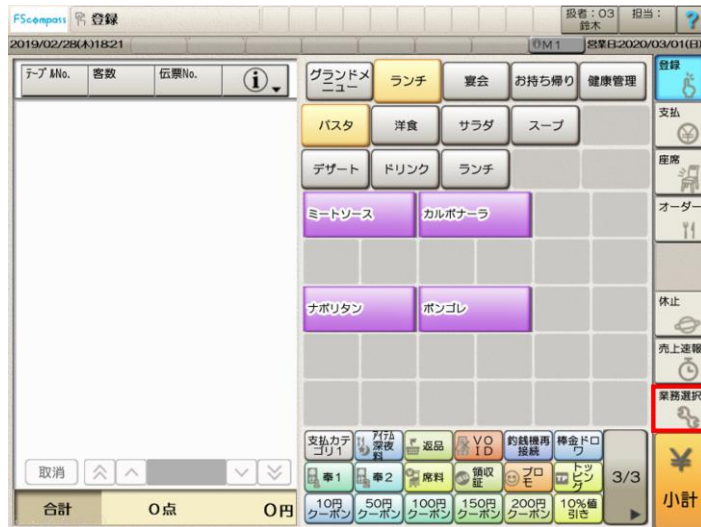 FScompass 登録
扱者:03 担当:
鈴木
2019/02/28(木)18:21 0M1 営業日:2020/03/01(日)
テーブルNo. 客数 伝票No.
グランドメニュー ランチ 宴会 お持ち帰り 健康管理
パスタ 洋食 サラダ スープ
デザート ドリンク ランチ
ミートソース カルボナーラ
ナポリタン ボンゴレ
登録
支払
座席
オーダー
休止
売上速報
業務選択
支払カテゴリ1 アイテム深夜料 返品 VOID 釣銭機再接続 棒金ドロワ
奉1 奉2 席料 領収証 プロモ トッピング 3/3
10円クーポン 50円クーポン 100円クーポン 150円クーポン 200円クーポン 10%値引き
取消
合計 0点 0円
小計